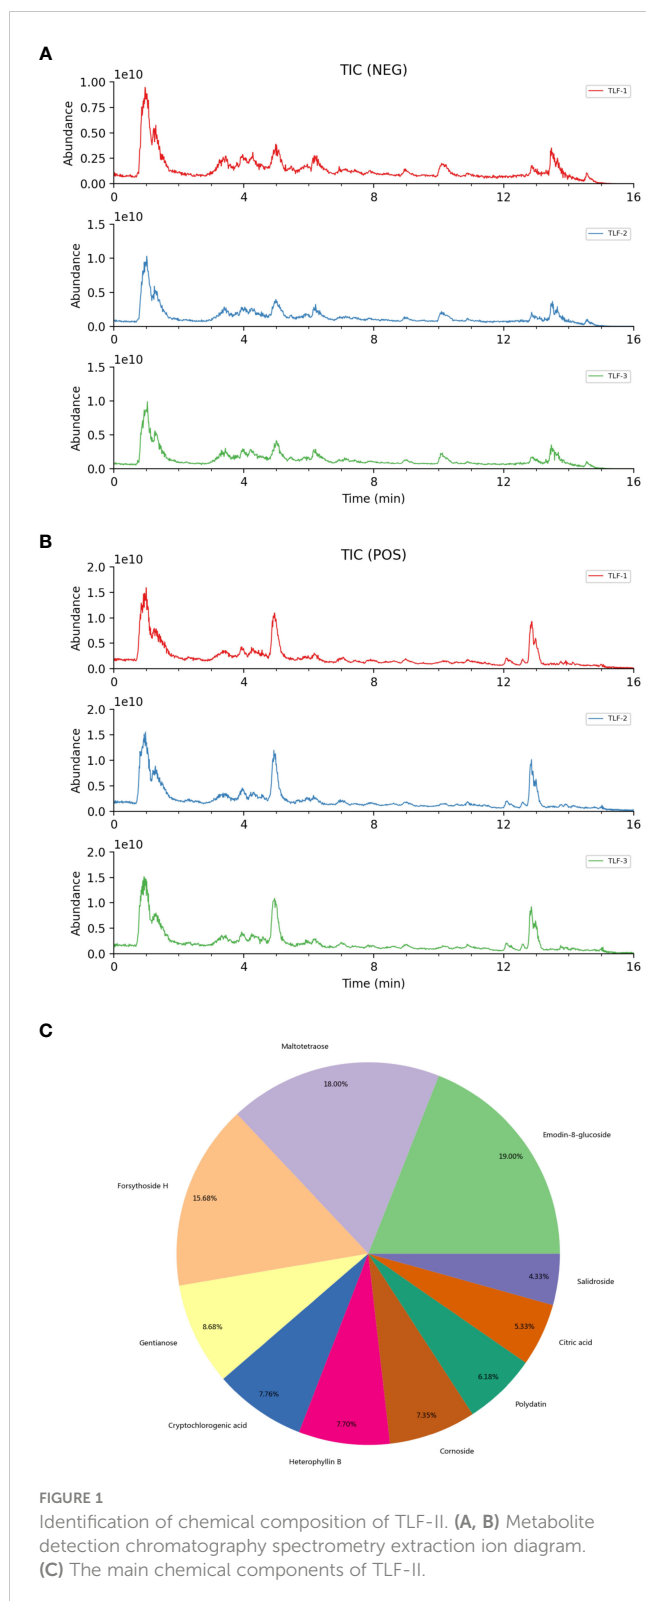 A
TIC (NEG)
1e10
1.00
0.75
0.50
0.25
0.00
Abundance
TLF-1
0 4 8 12 16
1e10
1.5
1.0
0.5
0.0
Abundance
TLF-2
0 4 8 12 16
1e10
1.5
1.0
0.5
0.0
Abundance
TLF-3
0 4 8 12 16
Time (min)
B
TIC (POS)
1e10
2.0
1.5
1.0
0.5
0.0
Abundance
TLF-1
0 4 8 12 16
1e10
2.0
1.5
1.0
0.5
0.0
Abundance
TLF-2
0 4 8 12 16
1e10
2.0
1.5
1.0
0.5
0.0
Abundance
TLF-3
0 4 8 12 16
Time (min)
C
Maltotetraose
18.00%
Emodin-8-glucoside
19.00%
Forsythoside H
15.68%
Salidroside
4.33%
Gentianose
8.68%
Citric acid
5.33%
Cryptochlorogenic acid
7.76%
Polydatin
6.18%
Heterophyllin B
7.70%
Cornoside
7.35%
FIGURE 1
Identification of chemical composition of TLF-II. (A, B) Metabolite
detection chromatography spectrometry extraction ion diagram.
(C) The main chemical components of TLF-II.